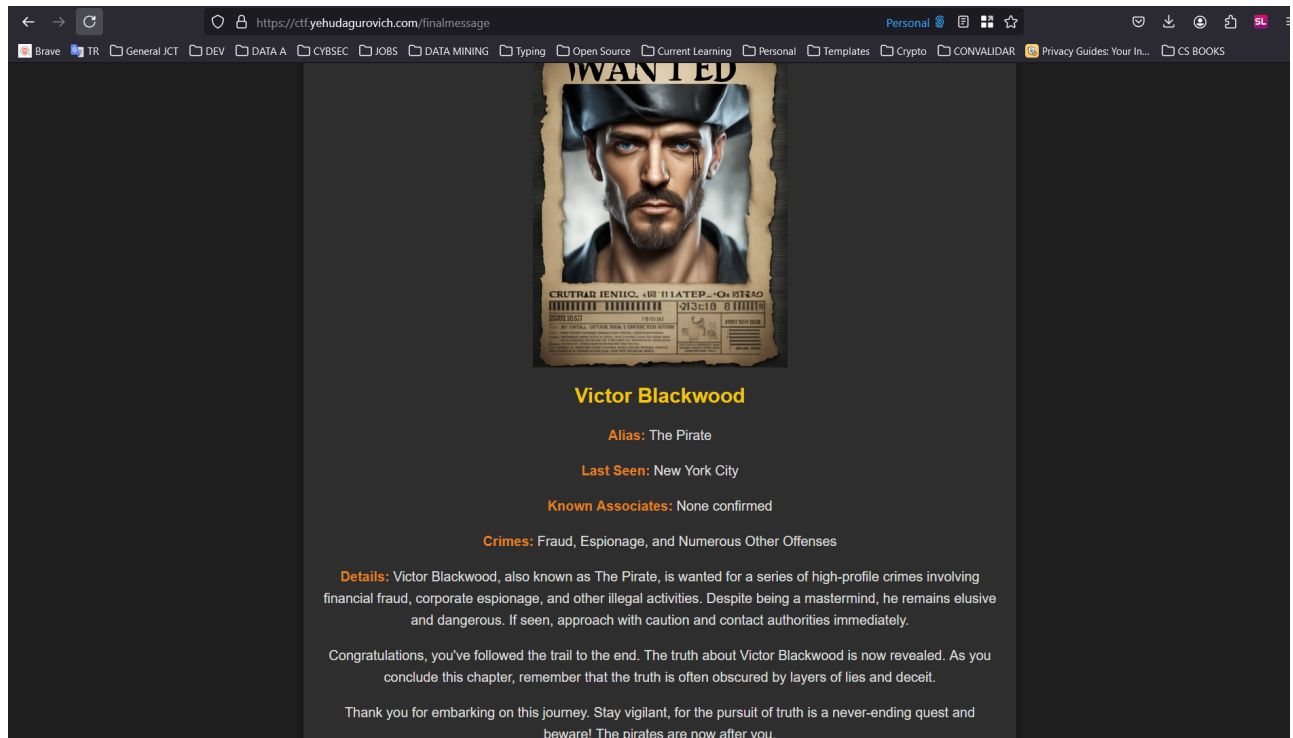 https://ctf.yehudagurovich.com/finalmessage
Personal
SL
Brave TR General JCT DEV DATA A CYBSEC JOBS DATA MINING Typing Open Source Current Learning Personal Templates Crypto CONVALIDAR Privacy Guides: Your In... CS BOOKS
WANTED
Victor Blackwood
Alias: The Pirate
Last Seen: New York City
Known Associates: None confirmed
Crimes: Fraud, Espionage, and Numerous Other Offenses
Details: Victor Blackwood, also known as The Pirate, is wanted for a series of high-profile crimes involving
financial fraud, corporate espionage, and other illegal activities. Despite being a mastermind, he remains elusive
and dangerous. If seen, approach with caution and contact authorities immediately.
Congratulations, you've followed the trail to the end. The truth about Victor Blackwood is now revealed. As you
conclude this chapter, remember that the truth is often obscured by layers of lies and deceit.
Thank you for embarking on this journey. Stay vigilant, for the pursuit of truth is a never-ending quest and
beware! The pirates are now after you.